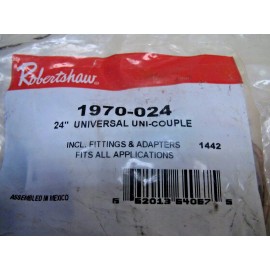 Robertshaw
1970-024
24" UNIVERSAL UNI-COUPLE
INCL. FITTINGS & ADAPTERS 1442
FITS ALL APPLICATIONS
ASSEMBLED IN MEXICO